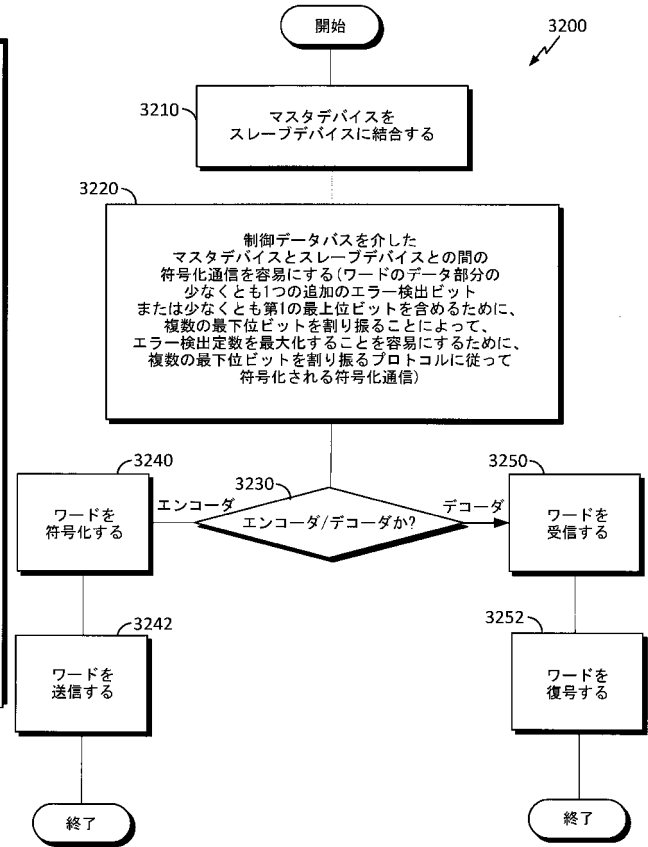 開始
3200
3210
マスタデバイスを
スレーブデバイスに結合する
3220
制御データバスを介した
マスタデバイスとスレーブデバイスとの間の
符号化通信を容易にする(ワードのデータ部分の
少なくとも1つの追加のエラー検出ビット
または少なくとも第1の最上位ビットを含めるために、
複数の最下位ビットを割り振ることによって、
エラー検出定数を最大化することを容易にするために、
複数の最下位ビットを割り振るプロトコルに従って
符号化される符号化通信)
3230
エンコーダ/デコーダか?
エンコーダ
デコーダ
3240
ワードを
符号化する
3250
ワードを
受信する
3242
ワードを
送信する
3252
ワードを
復号する
終了
終了